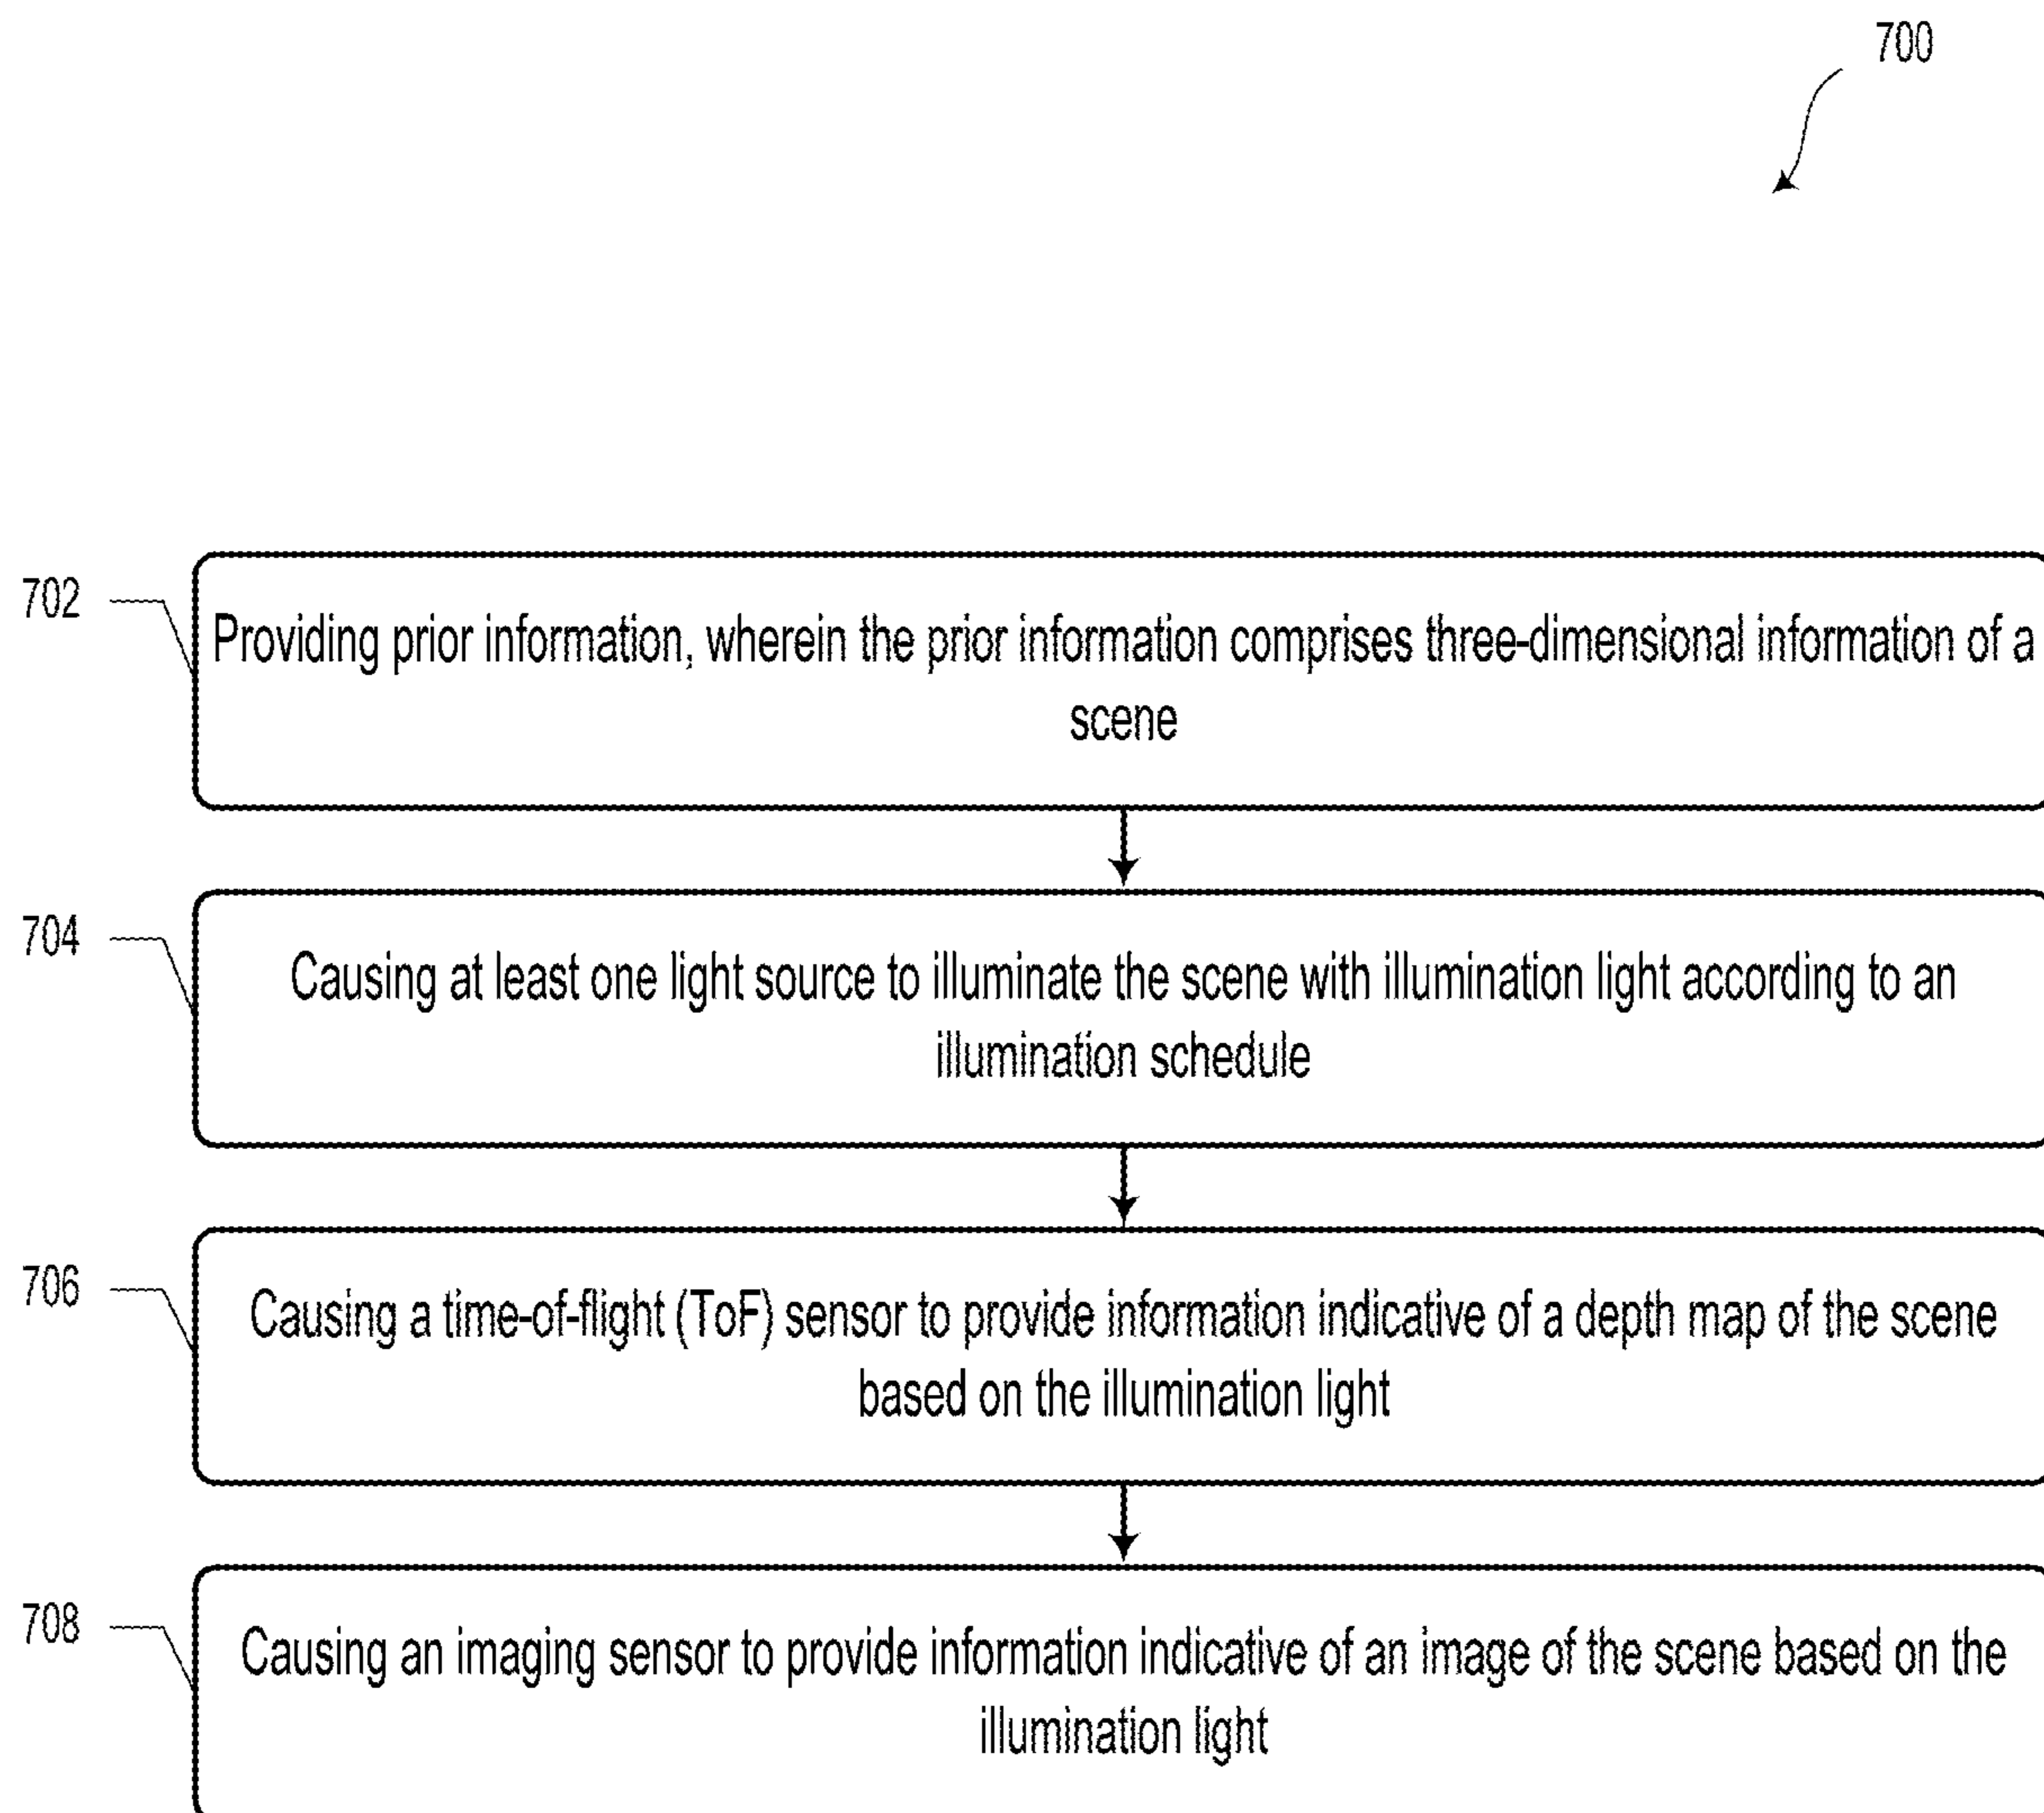 700
702
Providing prior information, wherein the prior information comprises three-dimensional information of a
scene
704
Causing at least one light source to illuminate the scene with illumination light according to an
illumination schedule
706
Causing a time-of-flight (ToF) sensor to provide information indicative of a depth map of the scene
based on the illumination light
708
Causing an imaging sensor to provide information indicative of an image of the scene based on the
illumination light